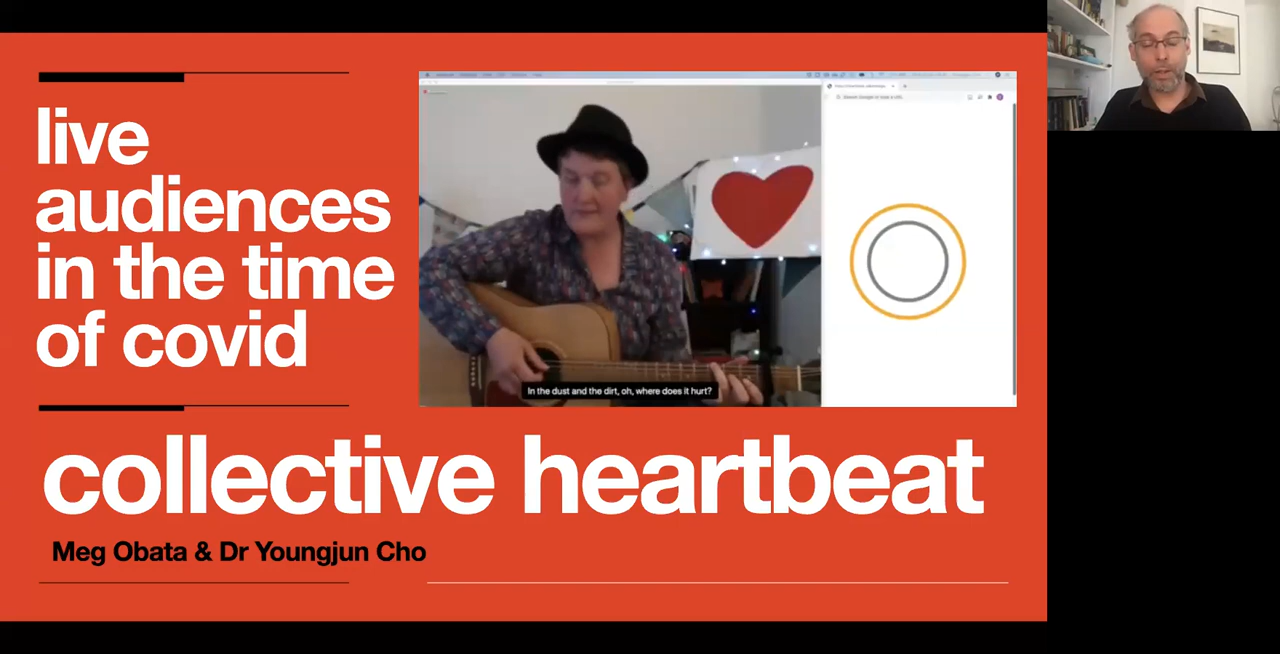 live
audiences
in the time
of covid
In the dust and the dirt, oh, where does it hurt?
collective heartbeat
Meg Obata & Dr Youngjun Cho